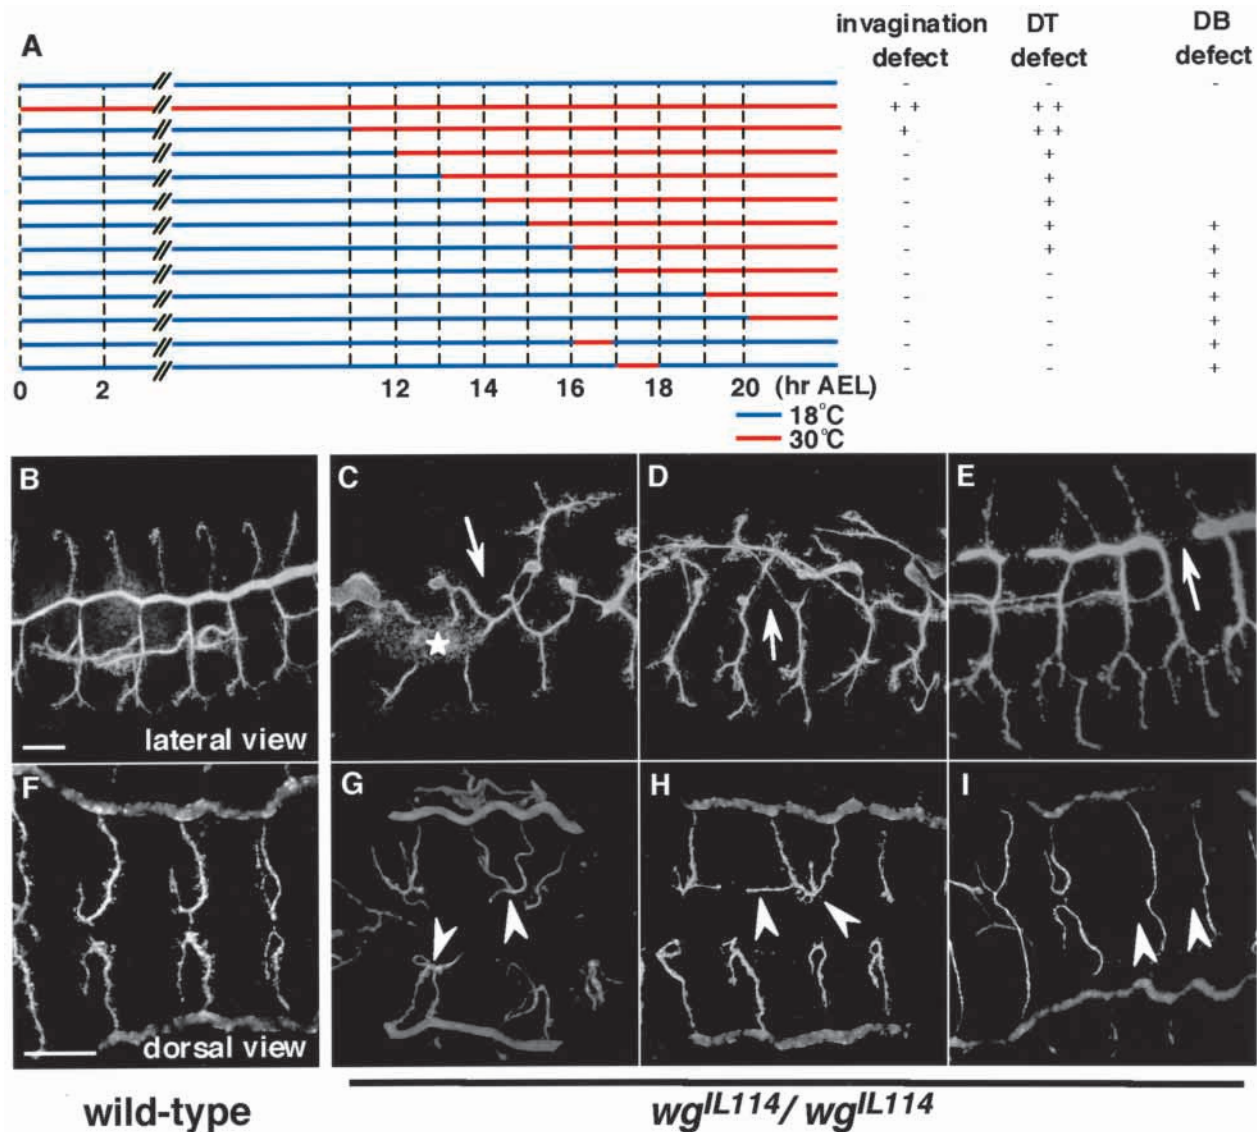 A
invagination defect DT defect DB defect
- - -
+ + + +
+ + +
- +
- +
- +
- + +
- + +
- - +
- - +
- - +
- - +
- - +
0 2 12 14 16 18 20 (hr AEL)
18°C
30°C
B C D E
lateral view
F G H I
dorsal view
wild-type wg^IL114/ wg^IL114